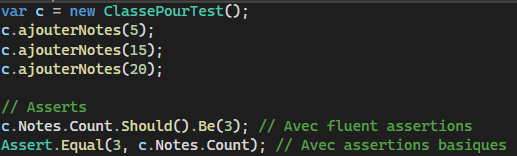 var c = new ClassePourTest();
c.ajouterNotes(5);
c.ajouterNotes(15);
c.ajouterNotes(20);
// Asserts
c.Notes.Count.Should().Be(3); // Avec fluent assertions
Assert.Equal(3, c.Notes.Count); // Avec assertions basiques